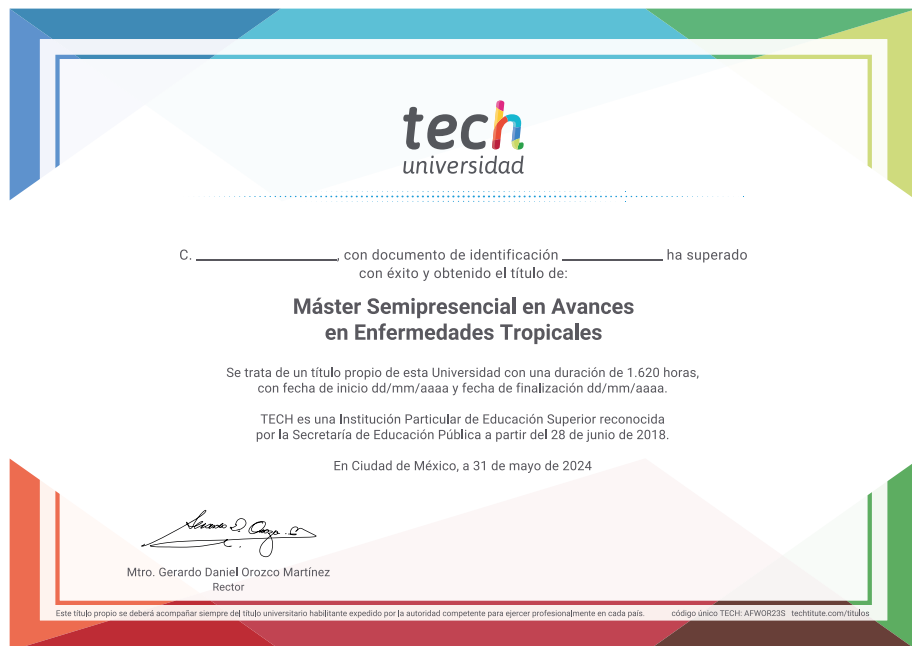 tech
universidad
C. ____________________, con documento de identificación ______________ ha superado
con éxito y obtenido el título de:
Máster Semipresencial en Avances
en Enfermedades Tropicales
Se trata de un título propio de esta Universidad con una duración de 1.620 horas,
con fecha de inicio dd/mm/aaaa y fecha de finalización dd/mm/aaaa.
TECH es una Institución Particular de Educación Superior reconocida
por la Secretaría de Educación Pública a partir del 28 de junio de 2018.
En Ciudad de México, a 31 de mayo de 2024
Mtro. Gerardo Daniel Orozco Martínez
Rector
Este título propio se deberá acompañar siempre del título universitario habilitante expedido por la autoridad competente para ejercer profesionalmente en cada país. código único TECH: AFWOR23S techtitute.com/titulos